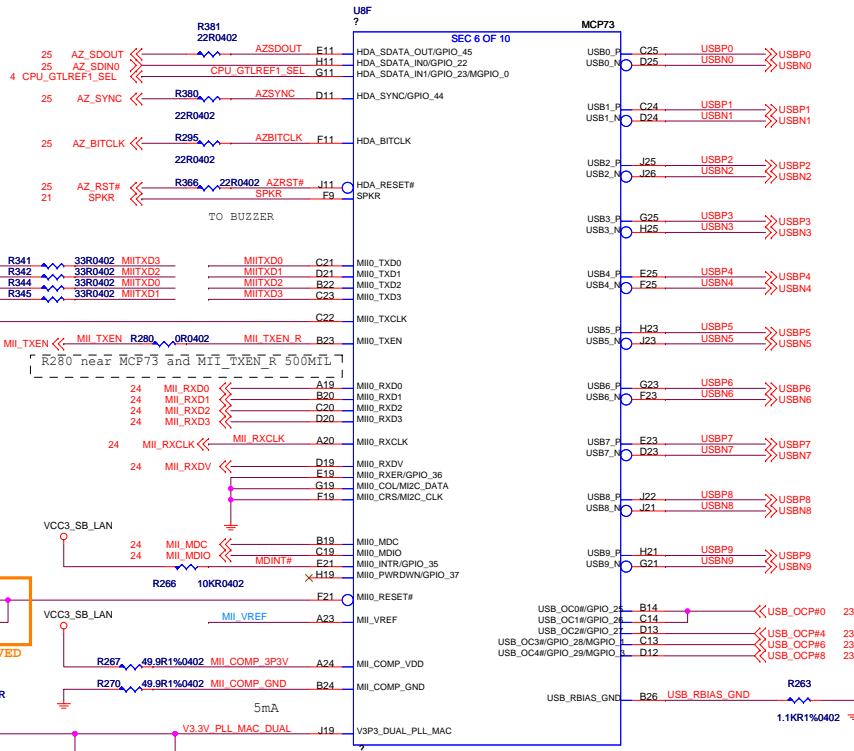 U8F
?
MCP73
SEC 6 OF 10
R381
22R0402
25 AZ_SDOUT AZSDOUT E11 HDA_SDATA_OUT/GPIO_45
25 AZ_SDIN0 H11 HDA_SDATA_IN0/GPIO_22
4 CPU_GTLREF1_SEL CPU_GTLREF1_SEL G11 HDA_SDATA_IN1/GPIO_23/MGPIO_0
25 AZ_SYNC R380 AZSYNC D11 HDA_SYNC/GPIO_44
22R0402
25 AZ_BITCLK R295 AZBITCLK F11 HDA_BITCLK
22R0402
25 AZ_RST# R366 22R0402 AZRST# J11 HDA_RESET#
21 SPKR SPKR F9 SPKR
TO BUZZER
R341 33R0402 MIITXD3 MIITXD0 C21 MII0_TXD0
R342 33R0402 MIITXD2 MIITXD1 D21 MII0_TXD1
R344 33R0402 MIITXD0 MIITXD2 B22 MII0_TXD2
R345 33R0402 MIITXD1 MIITXD3 C23 MII0_TXD3
C22 MII0_TXCLK
MII_TXEN MII_TXEN R280 0R0402 MII_TXEN_R B23 MII0_TXEN
R280 near MCP73 and MII_TXEN_R 500MIL
24 MII_RXD0 A19 MII0_RXD0
24 MII_RXD1 B20 MII0_RXD1
24 MII_RXD2 C20 MII0_RXD2
24 MII_RXD3 D20 MII0_RXD3
24 MII_RXCLK MII_RXCLK A20 MII0_RXCLK
24 MII_RXDV D19 MII0_RXDV
E19 MII0_RXER/GPIO_36
G19 MII0_COL/MI2C_DATA
F19 MII0_CRS/MI2C_CLK
VCC3_SB_LAN
24 MII_MDC B19 MII0_MDC
24 MII_MDIO C19 MII0_MDIO
MDINT# E21 MII0_INTR/GPIO_35
R266 10KR0402 H19 MII0_PWRDWN/GPIO_37
F21 MII0_RESET#
VCC3_SB_LAN
MII_VREF A23 MII_VREF
VED
R267 49.9R1%0402 MII_COMP_3P3V A24 MII_COMP_VDD
R270 49.9R1%0402 MII_COMP_GND B24 MII_COMP_GND
R
5mA
V3.3V_PLL_MAC_DUAL J19 V3P3_DUAL_PLL_MAC
?
USB0_P C25 USBP0 USBP0
USB0_N D25 USBN0 USBN0
USB1_P C24 USBP1 USBP1
USB1_N D24 USBN1 USBN1
USB2_P J25 USBP2 USBP2
USB2_N J26 USBN2 USBN2
USB3_P G25 USBP3 USBP3
USB3_N H25 USBN3 USBN3
USB4_P E25 USBP4 USBP4
USB4_N F25 USBN4 USBN4
USB5_P H23 USBP5 USBP5
USB5_N J23 USBN5 USBN5
USB6_P G23 USBP6 USBP6
USB6_N F23 USBN6 USBN6
USB7_P E23 USBP7 USBP7
USB7_N D23 USBN7 USBN7
USB8_P J22 USBP8 USBP8
USB8_N J21 USBN8 USBN8
USB9_P H21 USBP9 USBP9
USB9_N G21 USBN9 USBN9
USB_OC0#/GPIO_25 B14 USB_OCP#0 23
USB_OC1#/GPIO_26 C14
USB_OC2#/GPIO_27 D13 USB_OCP#4 23
USB_OC3#/GPIO_28/MGPIO_1 C13 USB_OCP#6 23
USB_OC4#/GPIO_29/MGPIO_3 D12 USB_OCP#8 23
R263
USB_RBIAS_GND B26 USB_RBIAS_GND
1.1KR1%0402